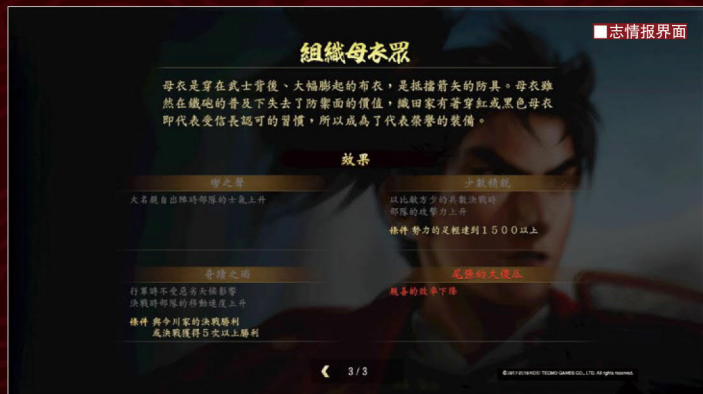 ■志情报界面
組織母衣眾
母衣是穿在武士背後、大幅膨起的布衣,是抵擋箭矢的防具。母衣雖
然在鐵砲的普及下失去了防禦面的價值,織田家有著穿紅或黑色母衣
即代表受信長認可的習慣,所以成為了代表榮譽的裝備。
效果
大名親自出陣時部隊的士氣上升
少數精銳
以比敵方少的兵數決戰時
部隊的攻擊力上升
條件 勢力的足輕達到1500以上
奇蹟之雨
行軍時不受惡劣天候影響
決戰時部隊的移動速度上升
條件 與今川家的決戰勝利
或決戰獲得5次以上勝利
尾張的大傻瓜
親善的效率下降
3/3
©2017-2018 KOEI TECMO GAMES CO., LTD. All rights reserved.